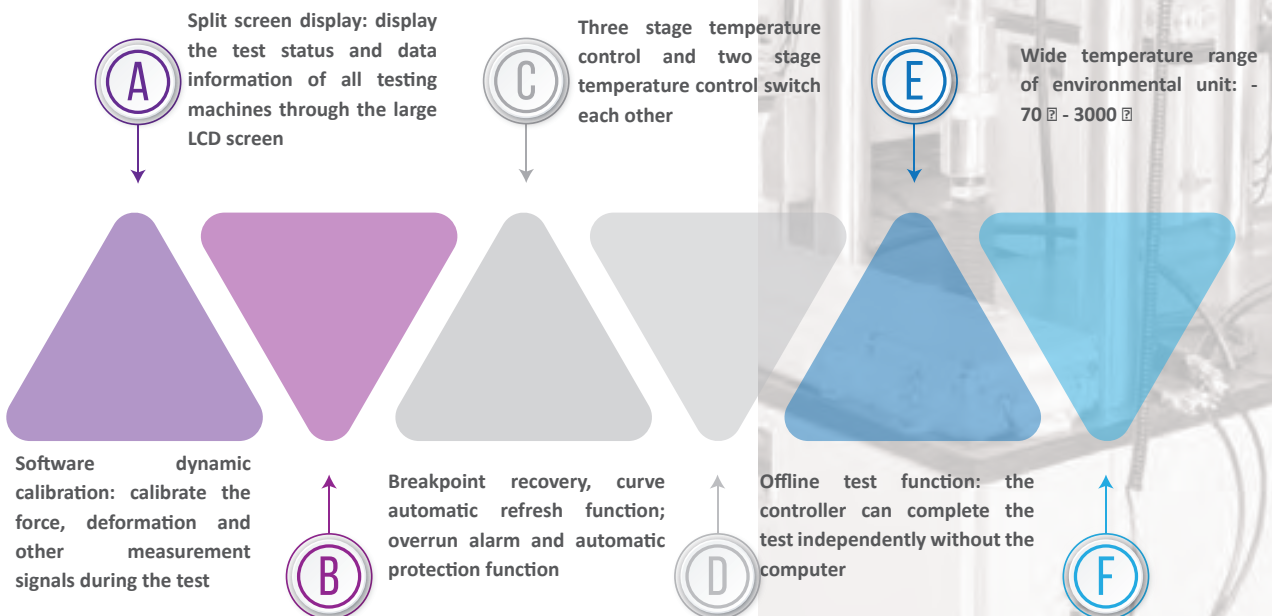 A
Split screen display: display
the test status and data
information of all testing
machines through the large
LCD screen
C
Three stage temperature
control and two stage
temperature control switch
each other
E
Wide temperature range
of environmental unit: -
70 - 3000
Software dynamic
calibration: calibrate the
force, deformation and
other measurement
signals during the test
B
Breakpoint recovery, curve
automatic refresh function;
overrun alarm and automatic
protection function
D
Offline test function: the
controller can complete the
test independently without the
computer
F